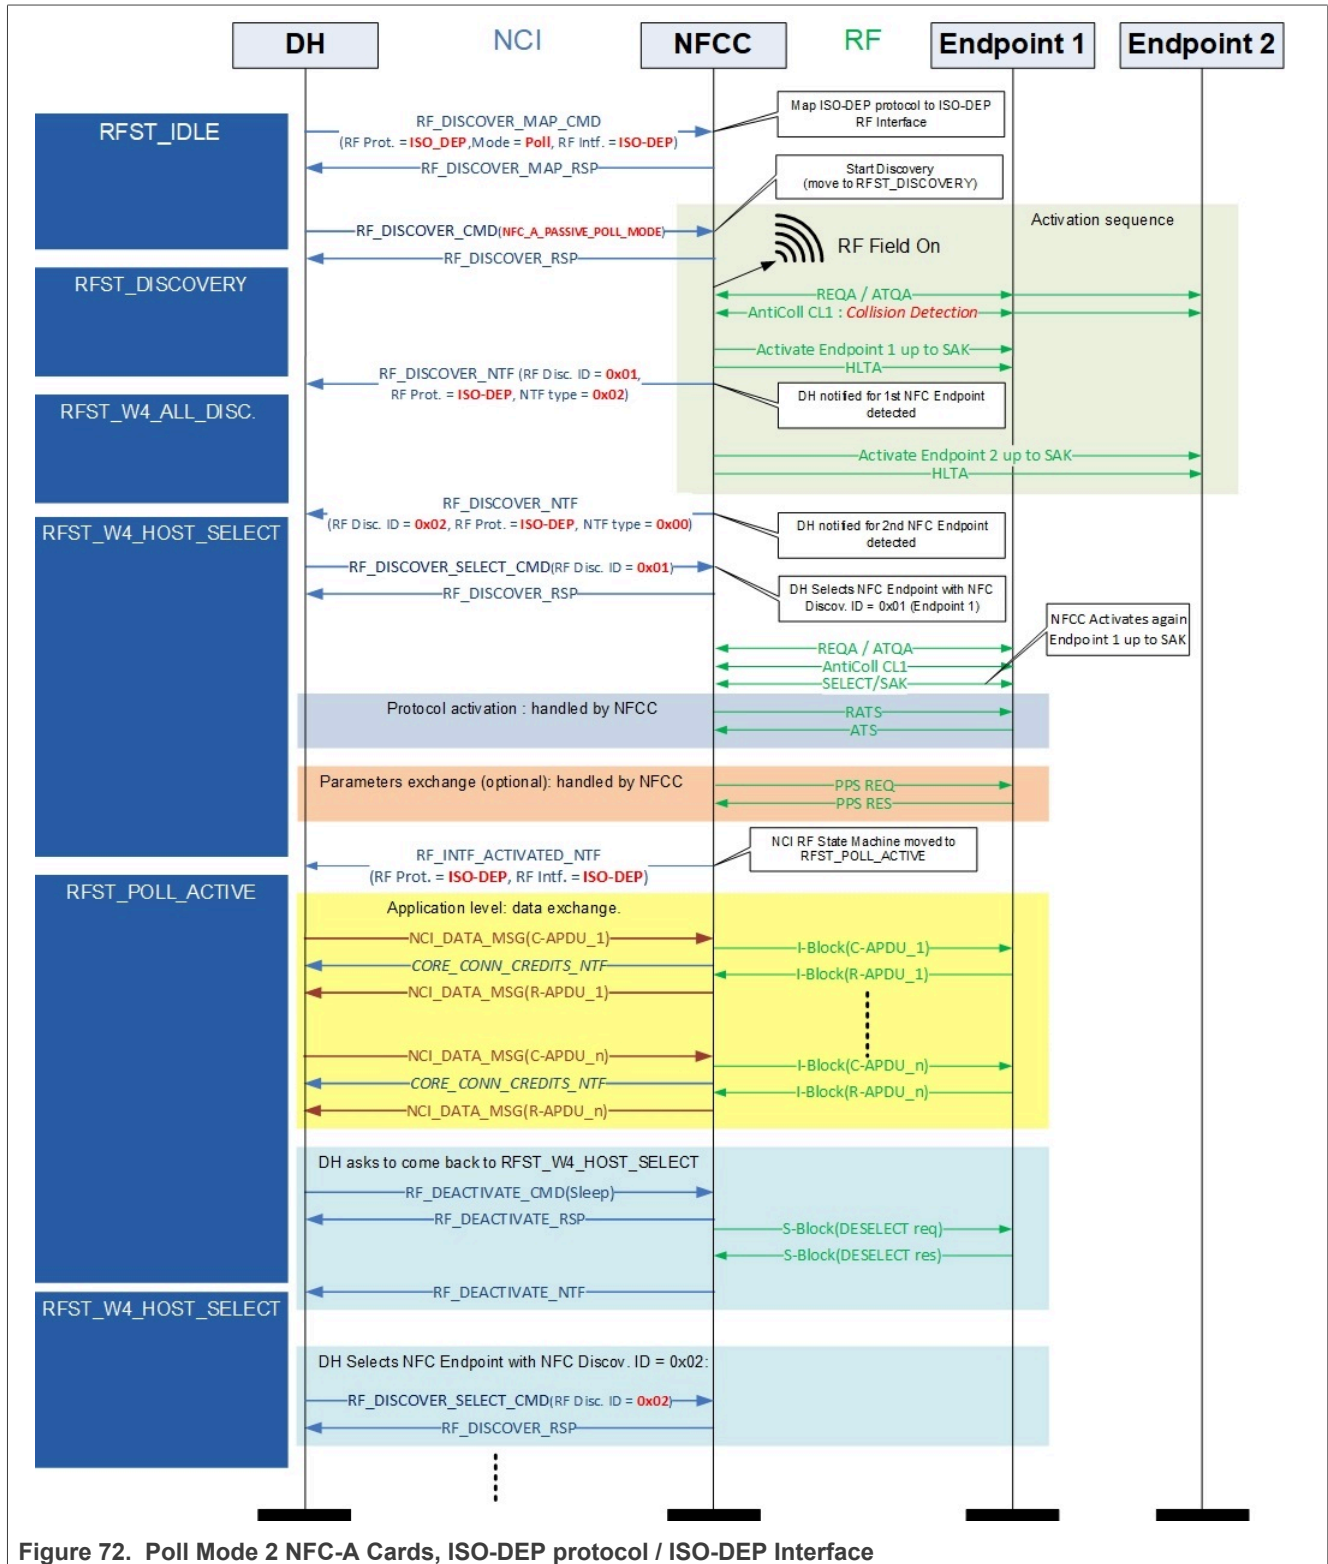 DH
NCI
NFCC
RF
Endpoint 1
Endpoint 2
RFST_IDLE
RF_DISCOVER_MAP_CMD
(RF Prot. = ISO_DEP,Mode = Poll, RF Intf. = ISO-DEP)
Map ISO-DEP protocol to ISO-DEP
RF Interface
RF_DISCOVER_MAP_RSP
Start Discovery
(move to RFST_DISCOVERY)
Activation sequence
RF_DISCOVER_CMD(NFC_A_PASSIVE_POLL_MODE)
RF Field On
RF_DISCOVER_RSP
RFST_DISCOVERY
REQA / ATQA
AntiColl CL1 : Collision Detection
Activate Endpoint 1 up to SAK
HLTA
RF_DISCOVER_NTF (RF Disc. ID = 0x01,
RF Prot. = ISO-DEP, NTF type = 0x02)
DH notified for 1st NFC Endpoint
detected
RFST_W4_ALL_DISC.
Activate Endpoint 2 up to SAK
HLTA
RF_DISCOVER_NTF
(RF Disc. ID = 0x02, RF Prot. = ISO-DEP, NTF type = 0x00)
DH notified for 2nd NFC Endpoint
detected
RFST_W4_HOST_SELECT
RF_DISCOVER_SELECT_CMD(RF Disc. ID = 0x01)
RF_DISCOVER_RSP
DH Selects NFC Endpoint with NFC
Discov. ID = 0x01 (Endpoint 1)
NFCC Activates again
Endpoint 1 up to SAK
REQA / ATQA
AntiColl CL1
SELECT/SAK
Protocol activation : handled by NFCC
RATS
ATS
Parameters exchange (optional): handled by NFCC
PPS REQ
PPS RES
NCI RF State Machine moved to
RFST_POLL_ACTIVE
RF_INTF_ACTIVATED_NTF
(RF Prot. = ISO-DEP, RF Intf. = ISO-DEP)
RFST_POLL_ACTIVE
Application level: data exchange.
NCI_DATA_MSG(C-APDU_1)
I-Block(C-APDU_1)
CORE_CONN_CREDITS_NTF
I-Block(R-APDU_1)
NCI_DATA_MSG(R-APDU_1)
NCI_DATA_MSG(C-APDU_n)
I-Block(C-APDU_n)
CORE_CONN_CREDITS_NTF
I-Block(R-APDU_n)
NCI_DATA_MSG(R-APDU_n)
DH asks to come back to RFST_W4_HOST_SELECT
RF_DEACTIVATE_CMD(Sleep)
RF_DEACTIVATE_RSP
S-Block(DESELECT req)
S-Block(DESELECT res)
RF_DEACTIVATE_NTF
RFST_W4_HOST_SELECT
DH Selects NFC Endpoint with NFC Discov. ID = 0x02:
RF_DISCOVER_SELECT_CMD(RF Disc. ID = 0x02)
RF_DISCOVER_RSP
Figure 72. Poll Mode 2 NFC-A Cards, ISO-DEP protocol / ISO-DEP Interface